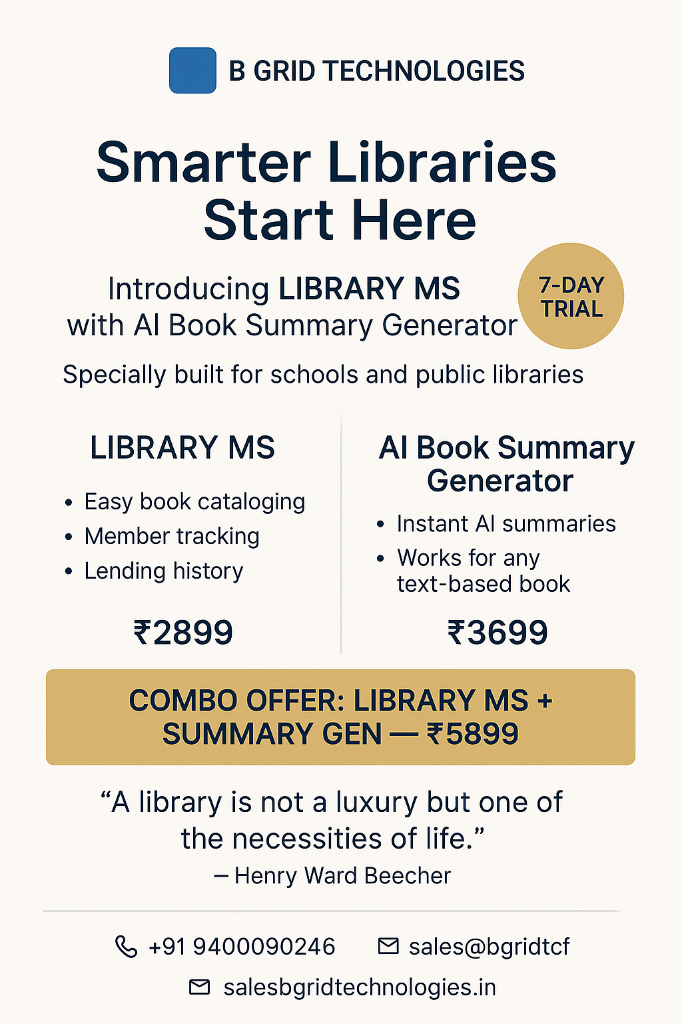 B GRID TECHNOLOGIES
Smarter Libraries
Start Here
Introducing LIBRARY MS
with AI Book Summary Generator
7-DAY
TRIAL
Specially built for schools and public libraries
LIBRARY MS
• Easy book cataloging
• Member tracking
• Lending history
₹2899
AI Book Summary
Generator
• Instant AI summaries
• Works for any
text-based book
₹3699
COMBO OFFER: LIBRARY MS +
SUMMARY GEN — ₹5899
“A library is not a luxury but one of
the necessities of life.”
– Henry Ward Beecher
+91 9400090246
sales@bgridtcf
salesbgridtechnologies.in